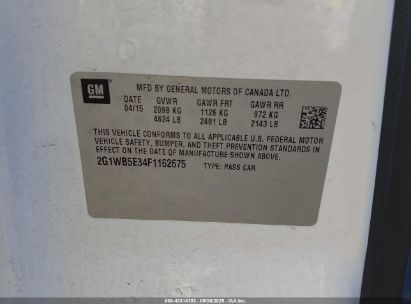 GM
MFD BY GENERAL MOTORS OF CANADA LTD.
DATE GVWR GAWR FRT GAWR RR
04/15 2098 KG 1126 KG 972 KG
4624 LB 2481 LB 2143 LB
THIS VEHICLE CONFORMS TO ALL APPLICABLE U.S. FEDERAL MOTOR
VEHICLE SAFETY, BUMPER, AND THEFT PREVENTION STANDARDS IN
EFFECT ON THE DATE OF MANUFACTURE SHOWN ABOVE.
2G1WB5E34F1162675 TYPE: PASS CAR